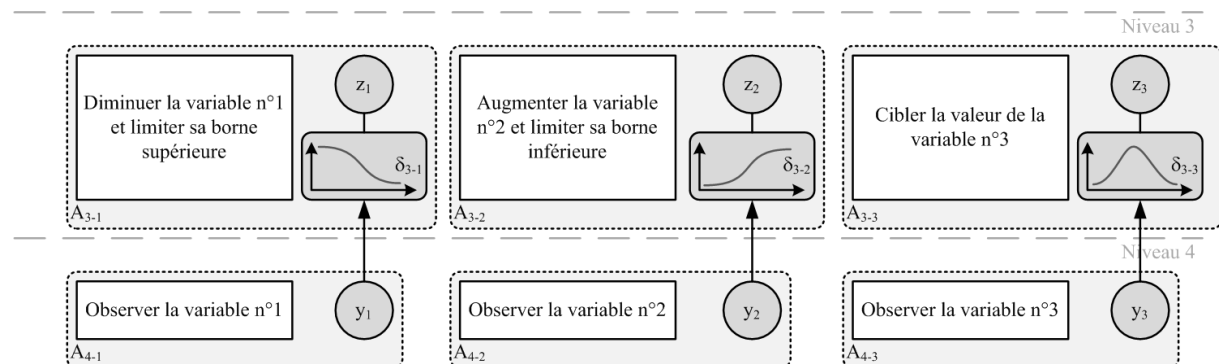 Niveau 3
Diminuer la variable n°1
et limiter sa borne
supérieure
z1
δ3-1
A3-1
Augmenter la variable
n°2 et limiter sa borne
inférieure
z2
δ3-2
A3-2
Cibler la valeur de la
variable n°3
z3
δ3-3
A3-3
Niveau 4
Observer la variable n°1
y1
A4-1
Observer la variable n°2
y2
A4-2
Observer la variable n°3
y3
A4-3